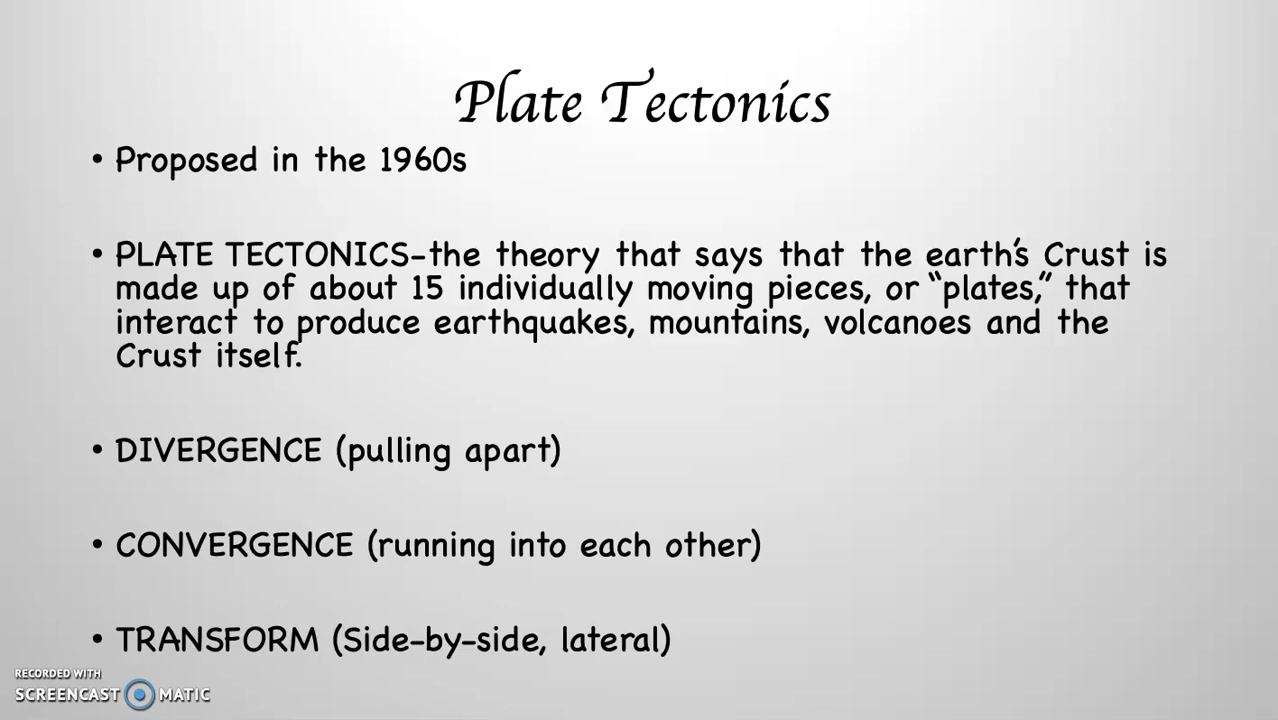 Plate Tectonics
• Proposed in the 1960s
• PLATE TECTONICS-the theory that says that the earth's Crust is
made up of about 15 individually moving pieces, or “plates,” that
interact to produce earthquakes, mountains, volcanoes and the
Crust itself.
• DIVERGENCE (pulling apart)
• CONVERGENCE (running into each other)
• TRANSFORM (Side-by-side, lateral)
RECORDED WITH
SCREENCAST MATIC